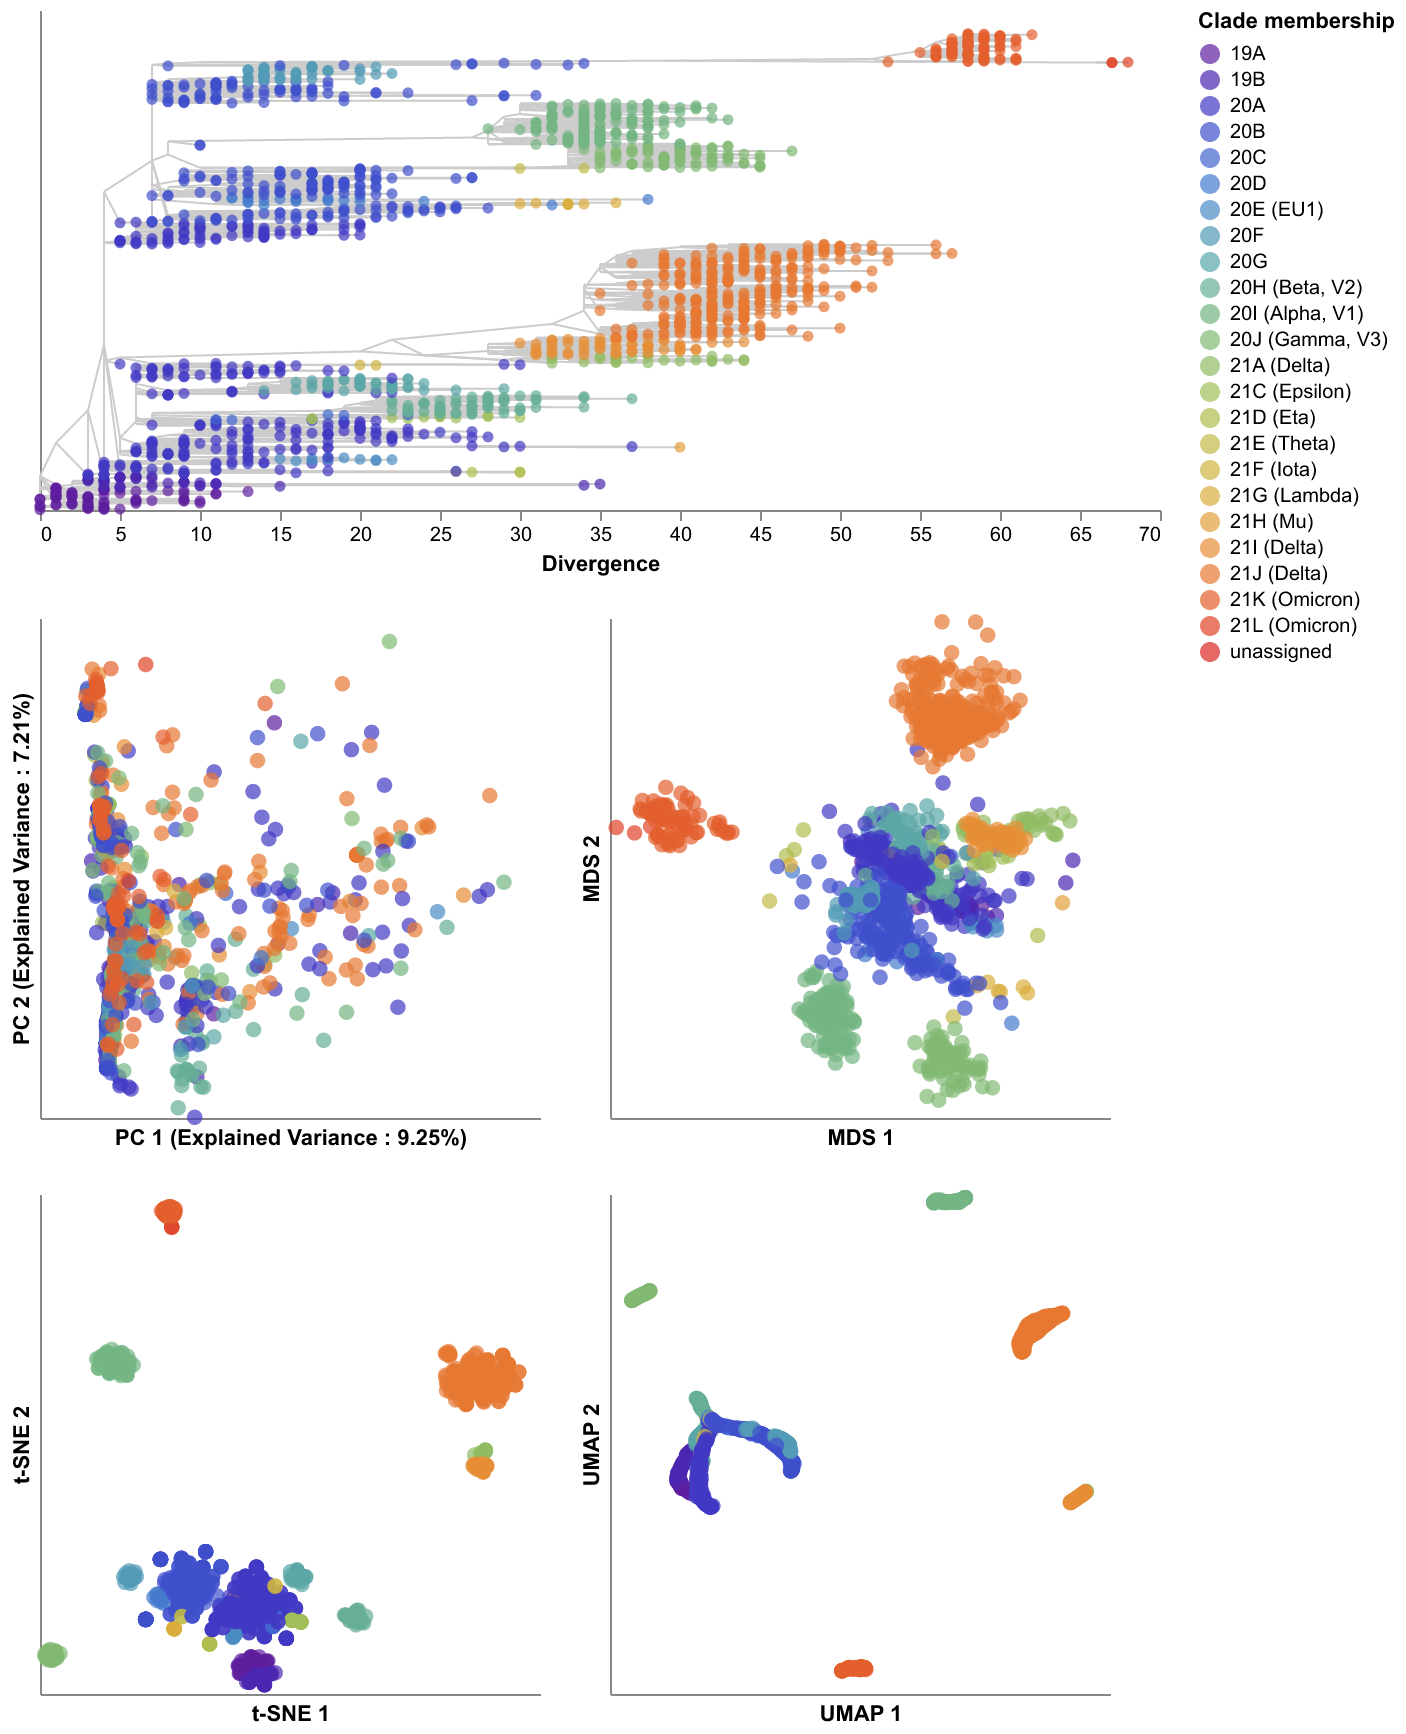 Clade membership
19A
19B
20A
20B
20C
20D
20E (EU1)
20F
20G
20H (Beta, V2)
20I (Alpha, V1)
20J (Gamma, V3)
21A (Delta)
21C (Epsilon)
21D (Eta)
21E (Theta)
21F (Iota)
21G (Lambda)
21H (Mu)
21I (Delta)
21J (Delta)
21K (Omicron)
21L (Omicron)
unassigned
0 5 10 15 20 25 30 35 40 45 50 55 60 65 70
Divergence
PC 2 (Explained Variance : 7.21%)
PC 1 (Explained Variance : 9.25%)
MDS 2
MDS 1
t-SNE 2
t-SNE 1
UMAP 2
UMAP 1